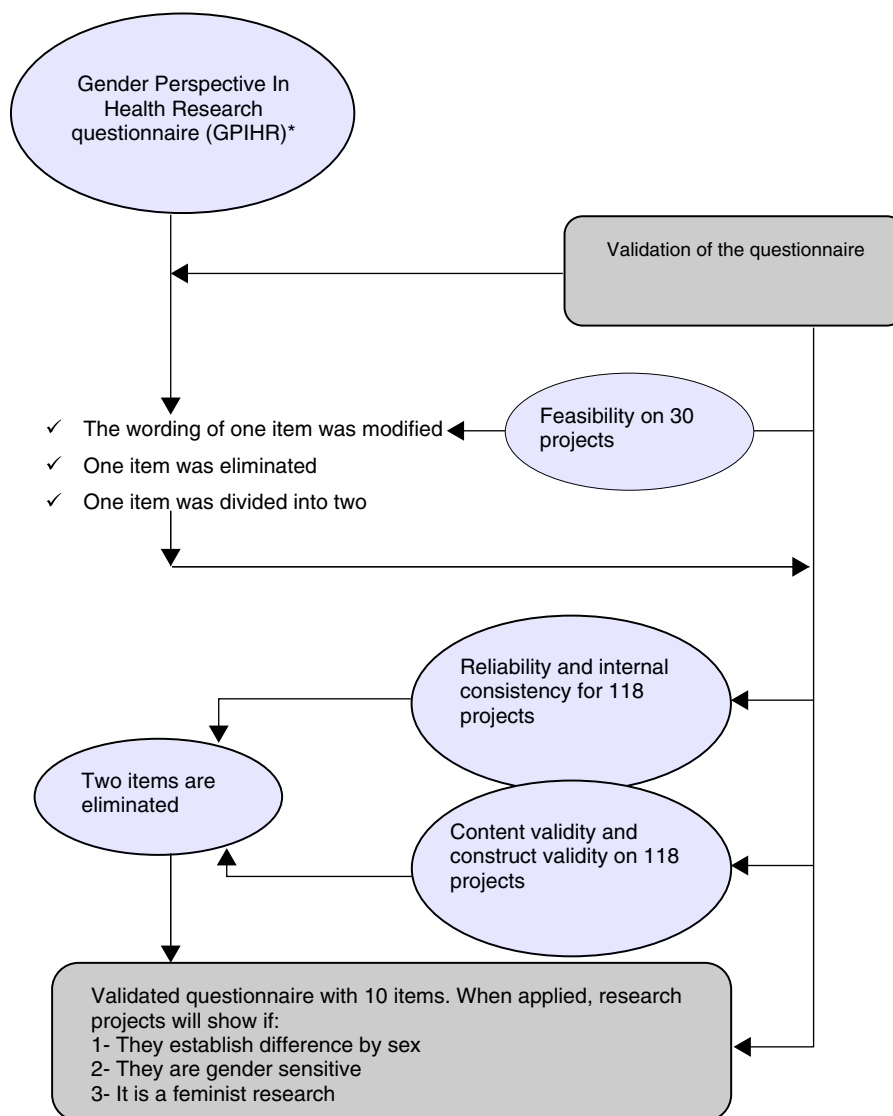 Gender Perspective In
Health Research
questionnaire (GPIHR)*
Validation of the questionnaire
Feasibility on 30
projects
✓ The wording of one item was modified
✓ One item was eliminated
✓ One item was divided into two
Reliability and internal
consistency for 118
projects
Two items are
eliminated
Content validity and
construct validity on 118
projects
Validated questionnaire with 10 items. When applied, research
projects will show if:
1- They establish difference by sex
2- They are gender sensitive
3- It is a feminist research